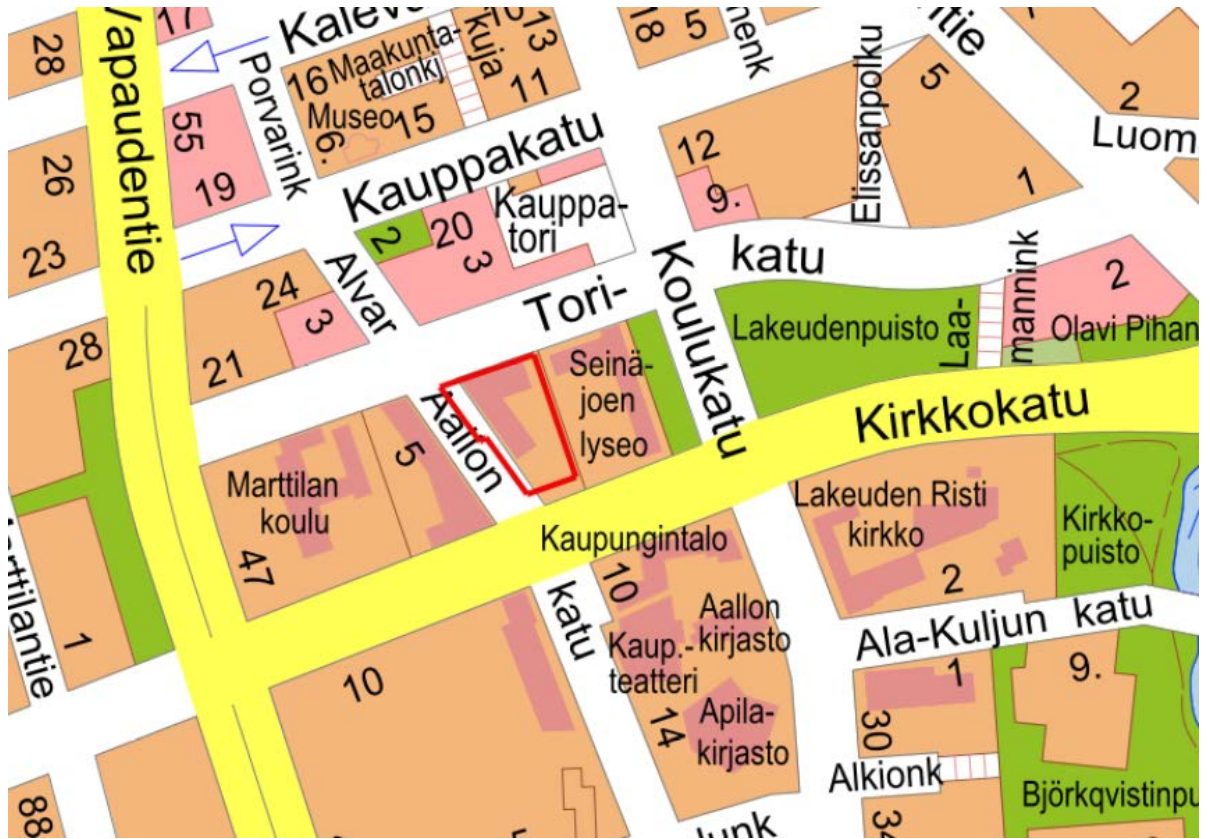 28
17
Kalev
Maakunta-
talonkj
kuja
16
13
11
15
Museo
6.
18
5
henk
ntie
5
2
Luom
1
Elissanpolku
12
9.
Vapaudentie
Porvarink
55
19
26
23
Kauppakatu
Kauppa-
tori
2
20
3
Alvar
24
3
21
28
Tori-
katu
Koulukatu
Lakeudenpuisto
Laa-
mannink
2
Olavi Pihan
Kirkkokatu
Seinä-
joen
lyseo
Aallon
5
Marttilan
koulu
47
Marttilantie
1
Kaupungintalo
10
katu
Lakeuden Risti
kirkko
2
Kirkko-
puisto
Ala-Kuljun katu
Aallon
kirjasto
Kaup.-
teatteri
14
Apila-
kirjasto
10
1
30
9.
Alkionk
Björkqvistinpu
34
88
unk